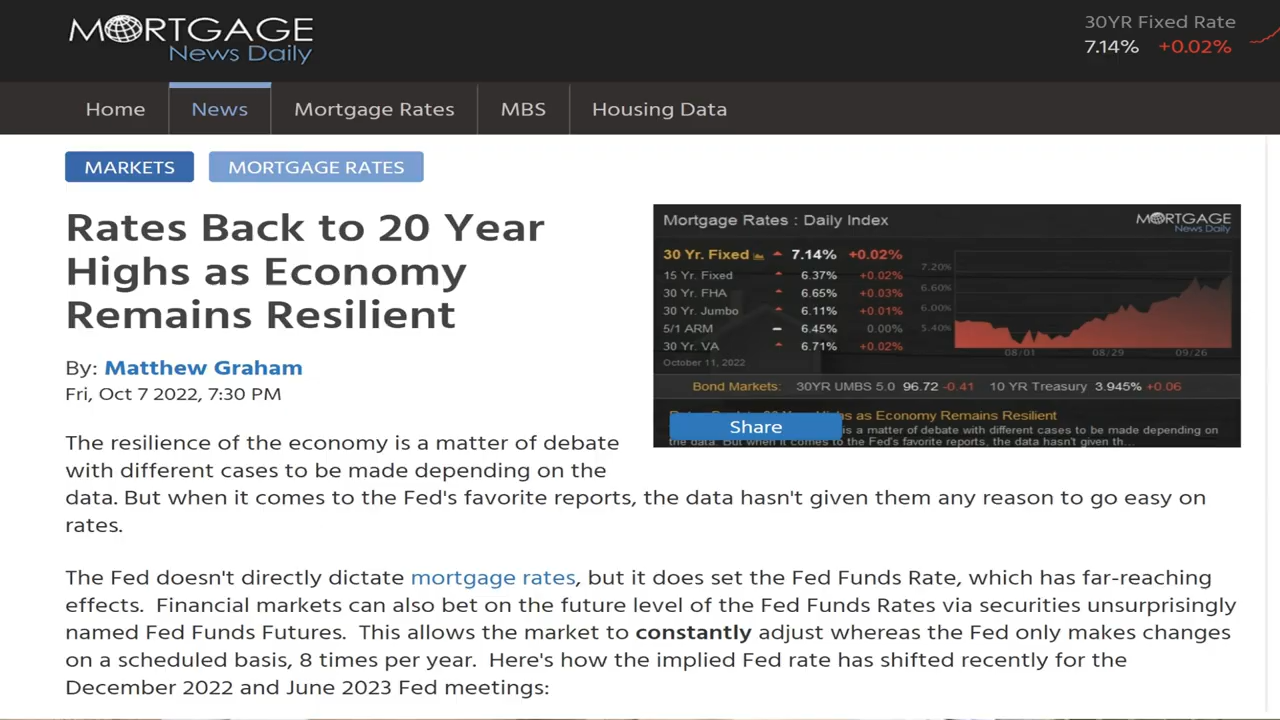 MORTGAGE
News Daily
30YR Fixed Rate
7.14% +0.02%
Home News Mortgage Rates MBS Housing Data
MARKETS MORTGAGE RATES
Rates Back to 20 Year
Highs as Economy
Remains Resilient
By: Matthew Graham
Fri, Oct 7 2022, 7:30 PM
Mortgage Rates : Daily Index
MORTGAGE
News Daily
30 Yr. Fixed 7.14% +0.02%
15 Yr. Fixed 6.37% +0.02%
30 Yr. FHA 6.65% +0.03%
30 Yr. Jumbo 6.11% +0.01%
5/1 ARM 6.45% 0.00%
30 Yr. VA 6.71% +0.02%
October 11, 2022
7.20%
6.60%
6.00%
5.40%
08/01 08/29 09/26
Bond Markets: 30YR UMBS 5.0 96.72 -0.41 10 YR Treasury 3.945% +0.06
hs as Economy Remains Resilient
Share
is a matter of debate with different cases to be made depending on
the data. But when it comes to the Fed's favorite reports, the data hasn't given th...
The resilience of the economy is a matter of debate
with different cases to be made depending on the
data. But when it comes to the Fed's favorite reports, the data hasn't given them any reason to go easy on
rates.
The Fed doesn't directly dictate mortgage rates, but it does set the Fed Funds Rate, which has far-reaching
effects. Financial markets can also bet on the future level of the Fed Funds Rates via securities unsurprisingly
named Fed Funds Futures. This allows the market to constantly adjust whereas the Fed only makes changes
on a scheduled basis, 8 times per year. Here's how the implied Fed rate has shifted recently for the
December 2022 and June 2023 Fed meetings: